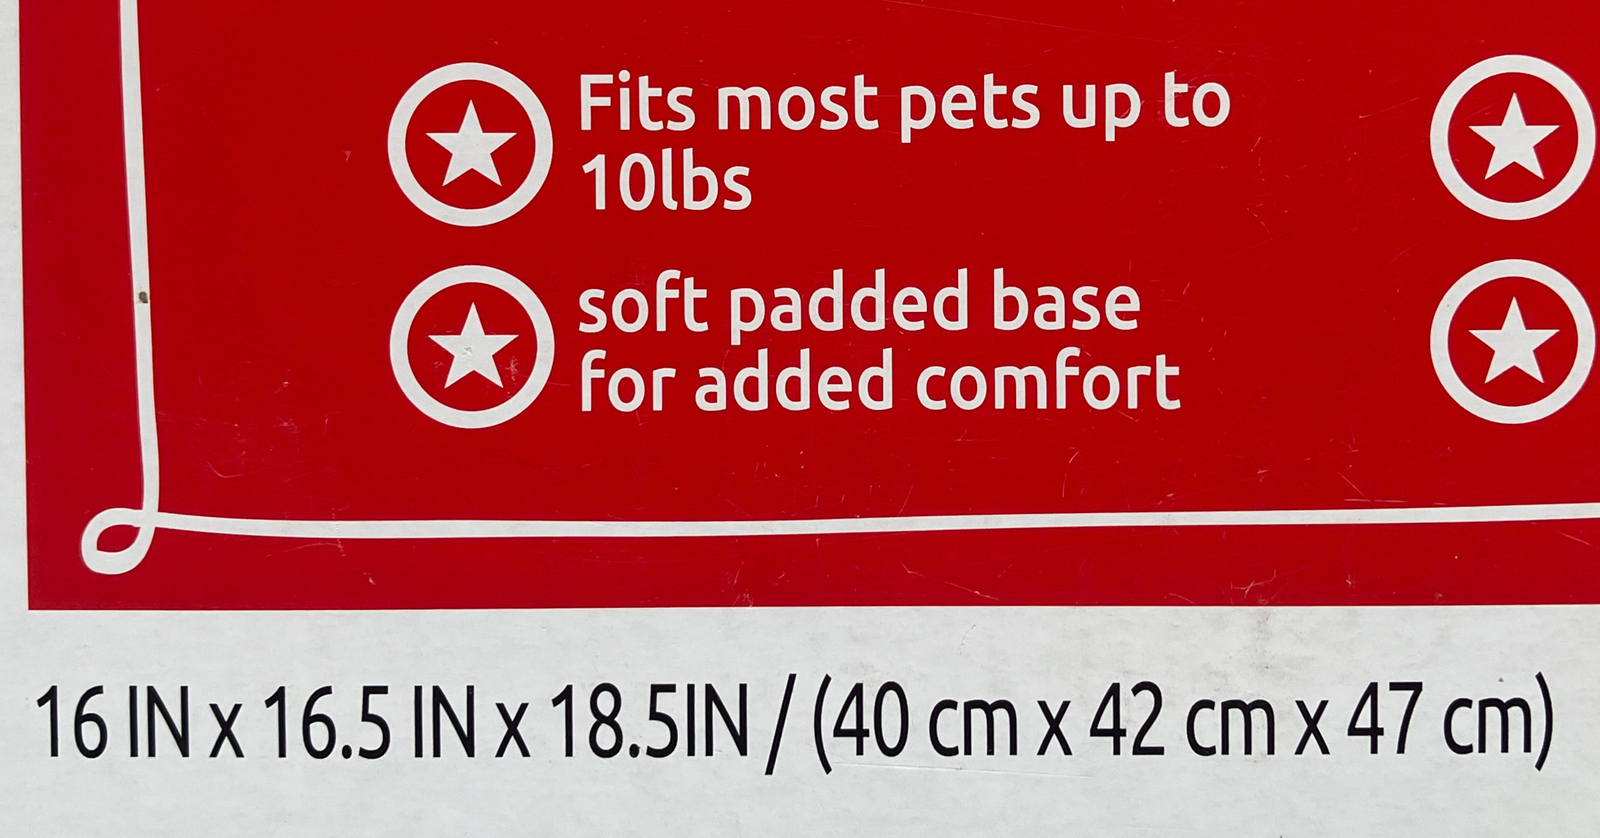 Fits most pets up to
10lbs
soft padded base
for added comfort
16 IN x 16.5 IN x 18.5IN / (40 cm x 42 cm x 47 cm)